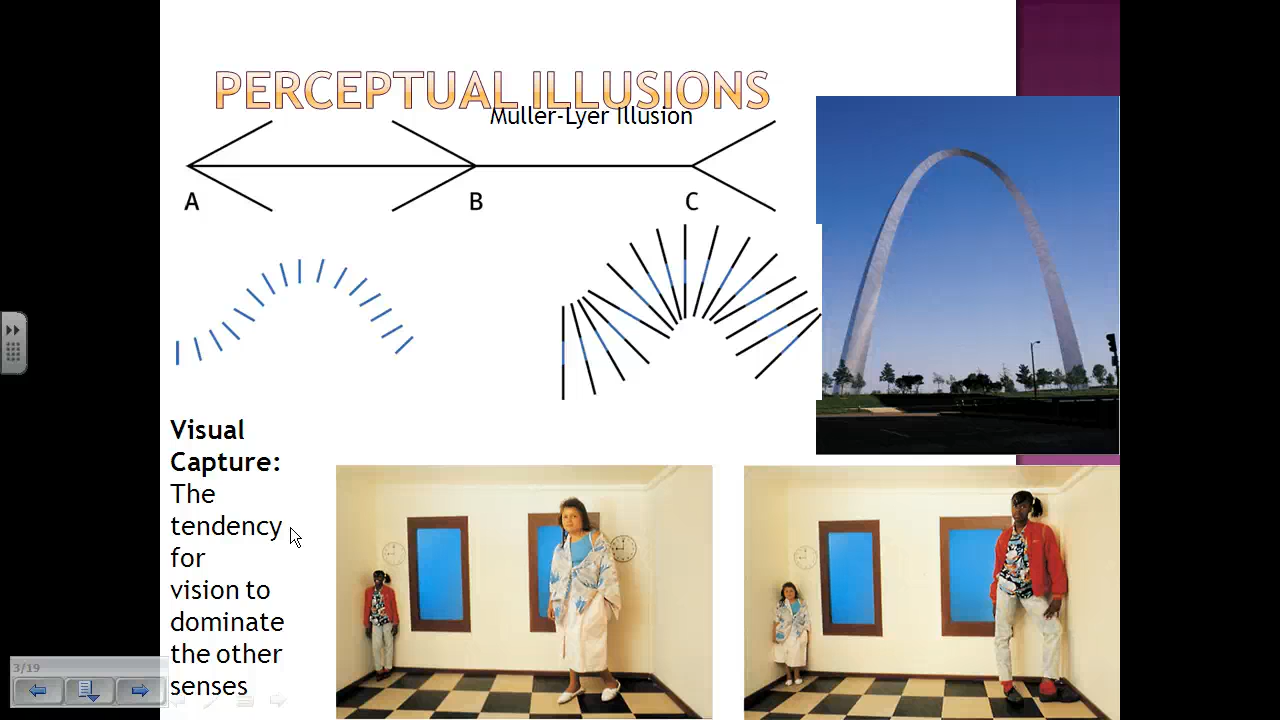 PERCEPTUAL ILLUSIONS
Muller-Lyer Illusion
A B C
Visual
Capture:
The
tendency
for
vision to
dominate
the other
senses
3/19